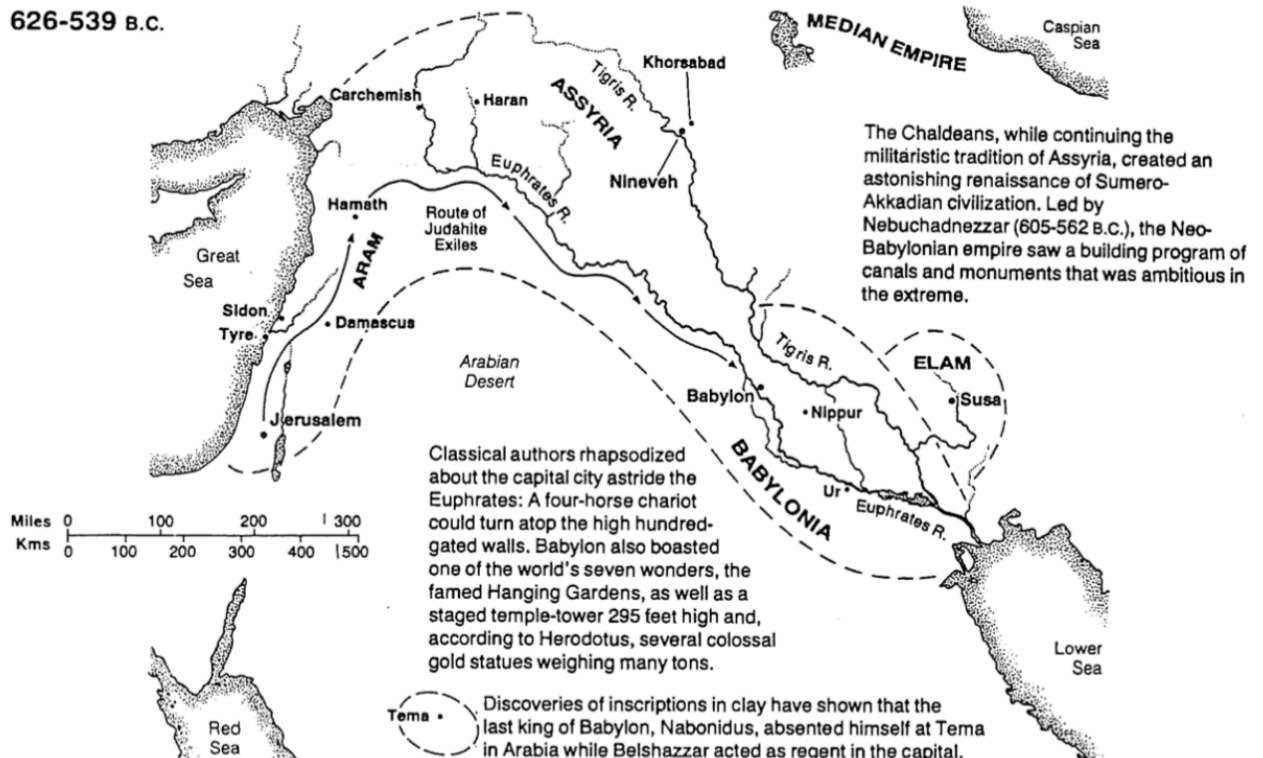 626-539 B.C.
MEDIAN EMPIRE
Caspian
Sea
Khorsabad
Tigris R.
ASSYRIA
Carchemish
Haran
Nineveh
Euphrates R.
The Chaldeans, while continuing the
militaristic tradition of Assyria, created an
astonishing renaissance of Sumero-
Akkadian civilization. Led by
Nebuchadnezzar (605-562 B.C.), the Neo-
Babylonian empire saw a building program of
canals and monuments that was ambitious in
the extreme.
Hamath
Route of
Judahite
Exiles
ARAM
Great
Sea
Sidon
Tyre
Damascus
Arabian
Desert
Jerusalem
Tigris R.
ELAM
Susa
Babylon
Nippur
BABYLONIA
Ur
Euphrates R.
Classical authors rhapsodized
about the capital city astride the
Euphrates: A four-horse chariot
could turn atop the high hundred-
gated walls. Babylon also boasted
one of the world's seven wonders, the
famed Hanging Gardens, as well as a
staged temple-tower 295 feet high and,
according to Herodotus, several colossal
gold statues weighing many tons.
Miles 0 100 200 300
Kms 0 100 200 300 400 500
Lower
Sea
Red
Sea
Tema
Discoveries of inscriptions in clay have shown that the
last king of Babylon, Nabonidus, absented himself at Tema
in Arabia while Belshazzar acted as regent in the capital.